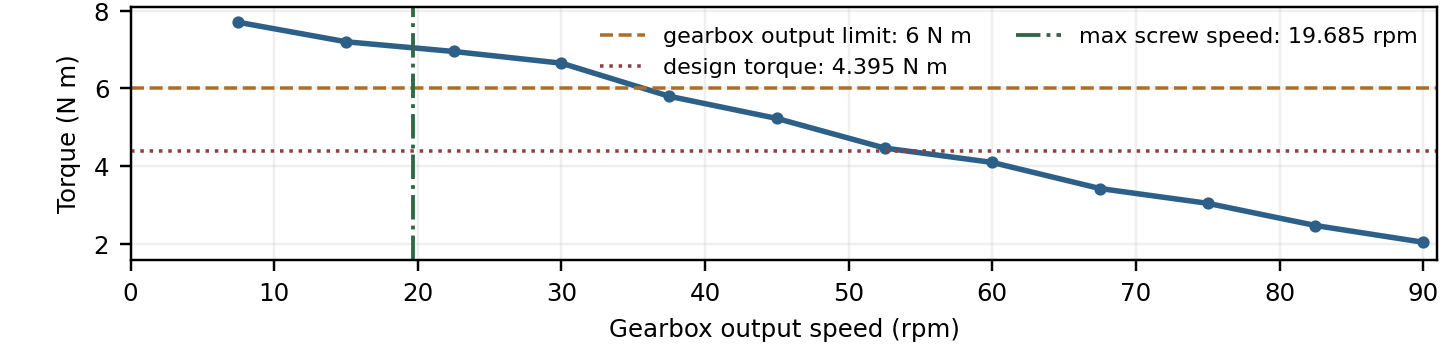 8
6
4
2
Torque (N m)
gearbox output limit: 6 N m
design torque: 4.395 N m
max screw speed: 19.685 rpm
0 10 20 30 40 50 60 70 80 90
Gearbox output speed (rpm)